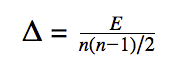 Δ = E / n(n−1)/2